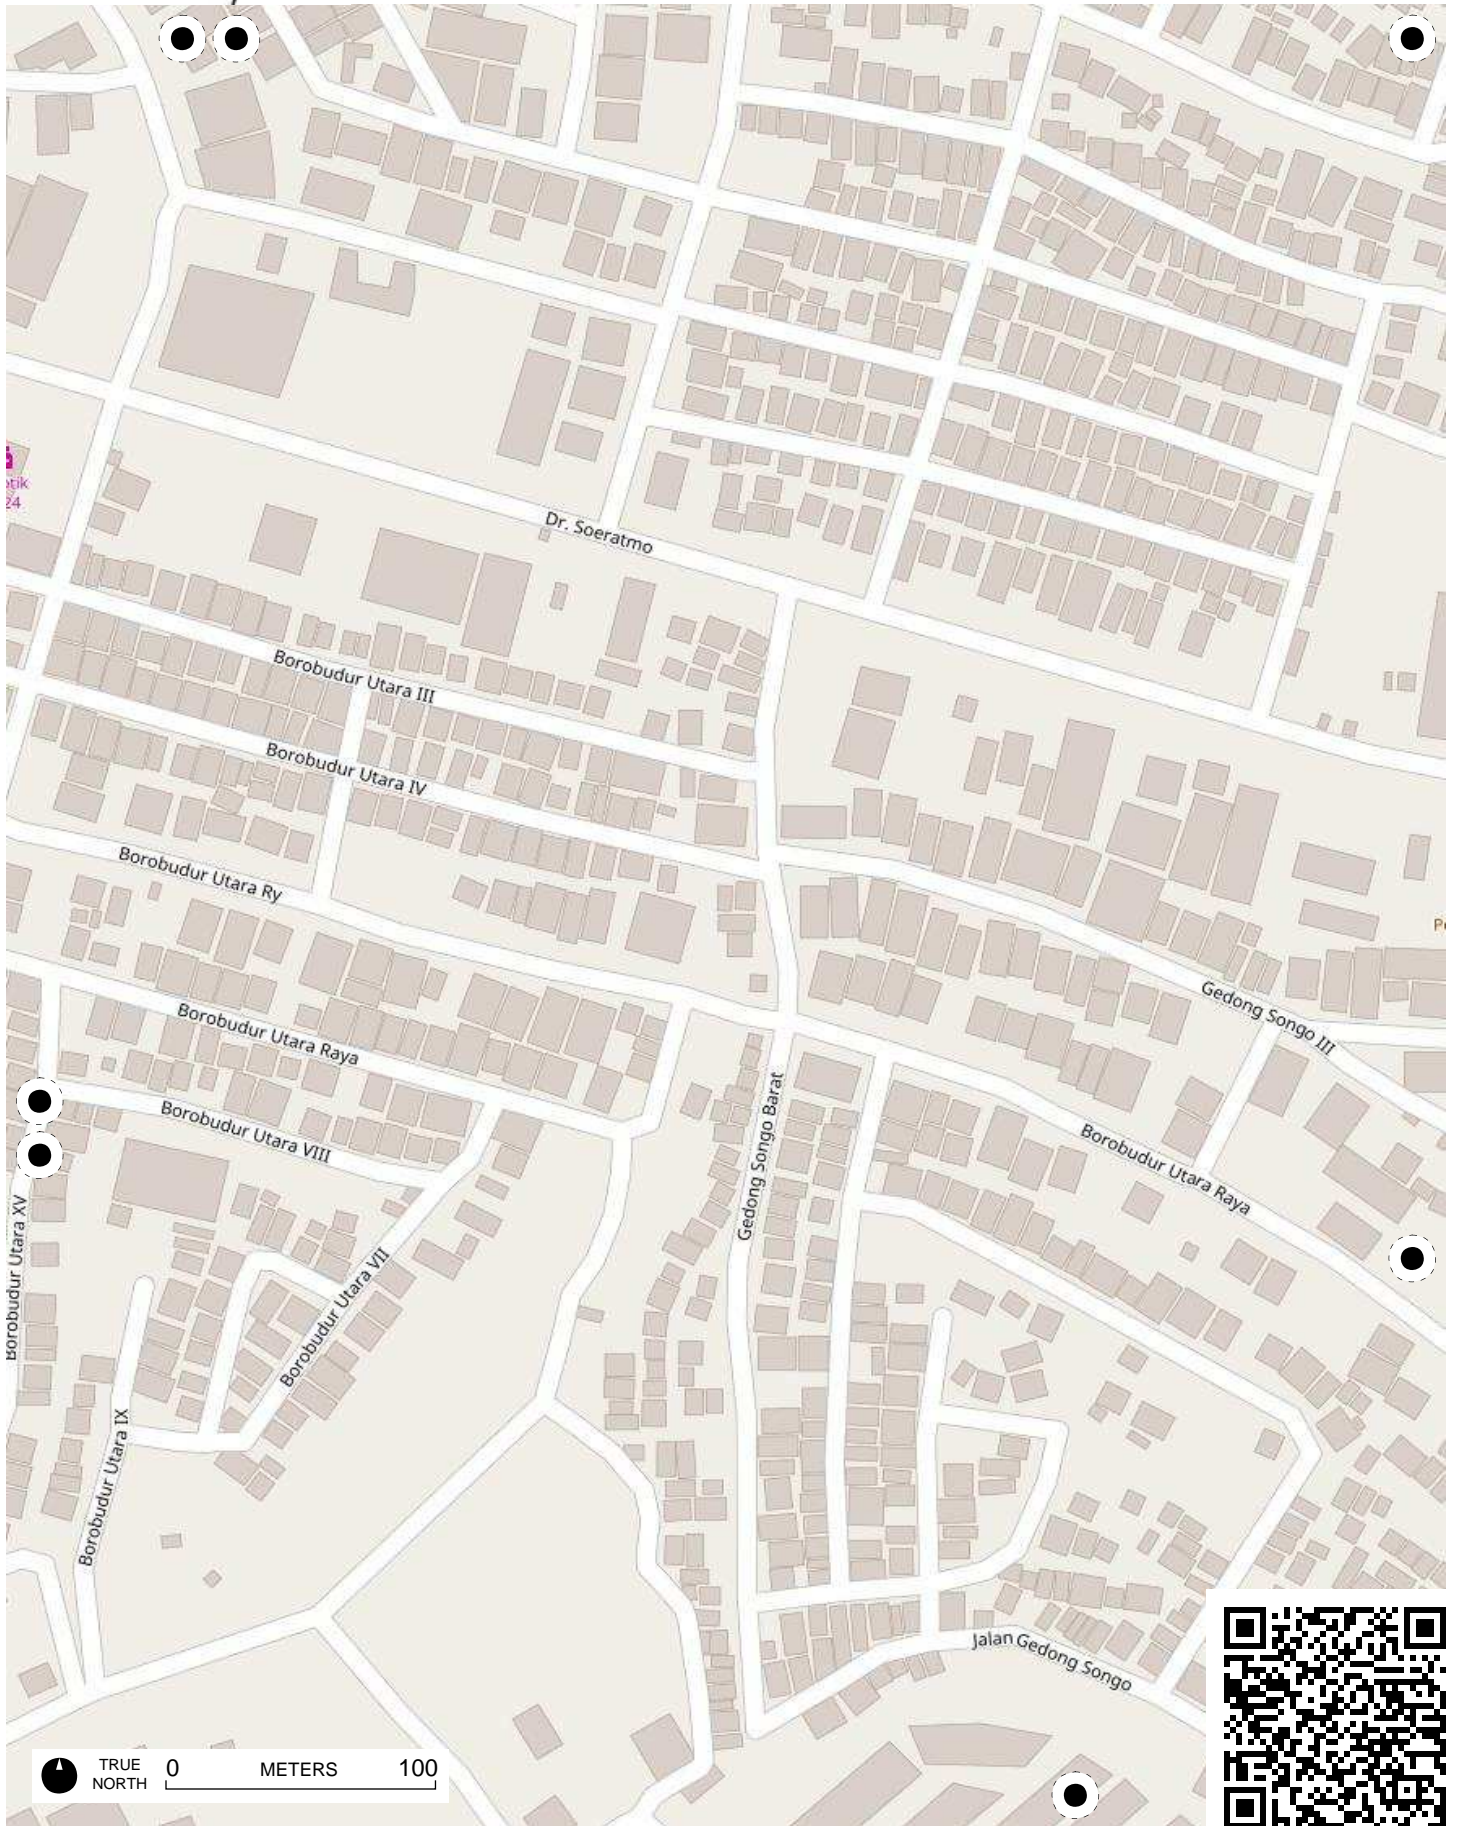 Dr. Soeratmo
24
Borobudur Utara III
Borobudur Utara IV
Borobudur Utara Ry
Gedong Songo III
Borobudur Utara Raya
Gedong Songo Barat
Borobudur Utara VIII
Borobudur Utara Raya
Borobudur Utara XV
Borobudur Utara VII
Borobudur Utara IX
Jalan Gedong Songo
TRUE NORTH
0 METERS 100